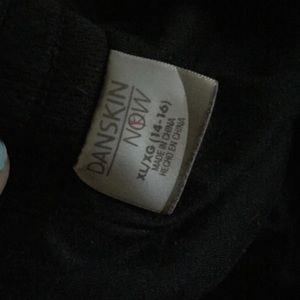 DANSKIN
NOW
XL/XG (14-16)
MADE IN CHINA
HECHO EN CHINA